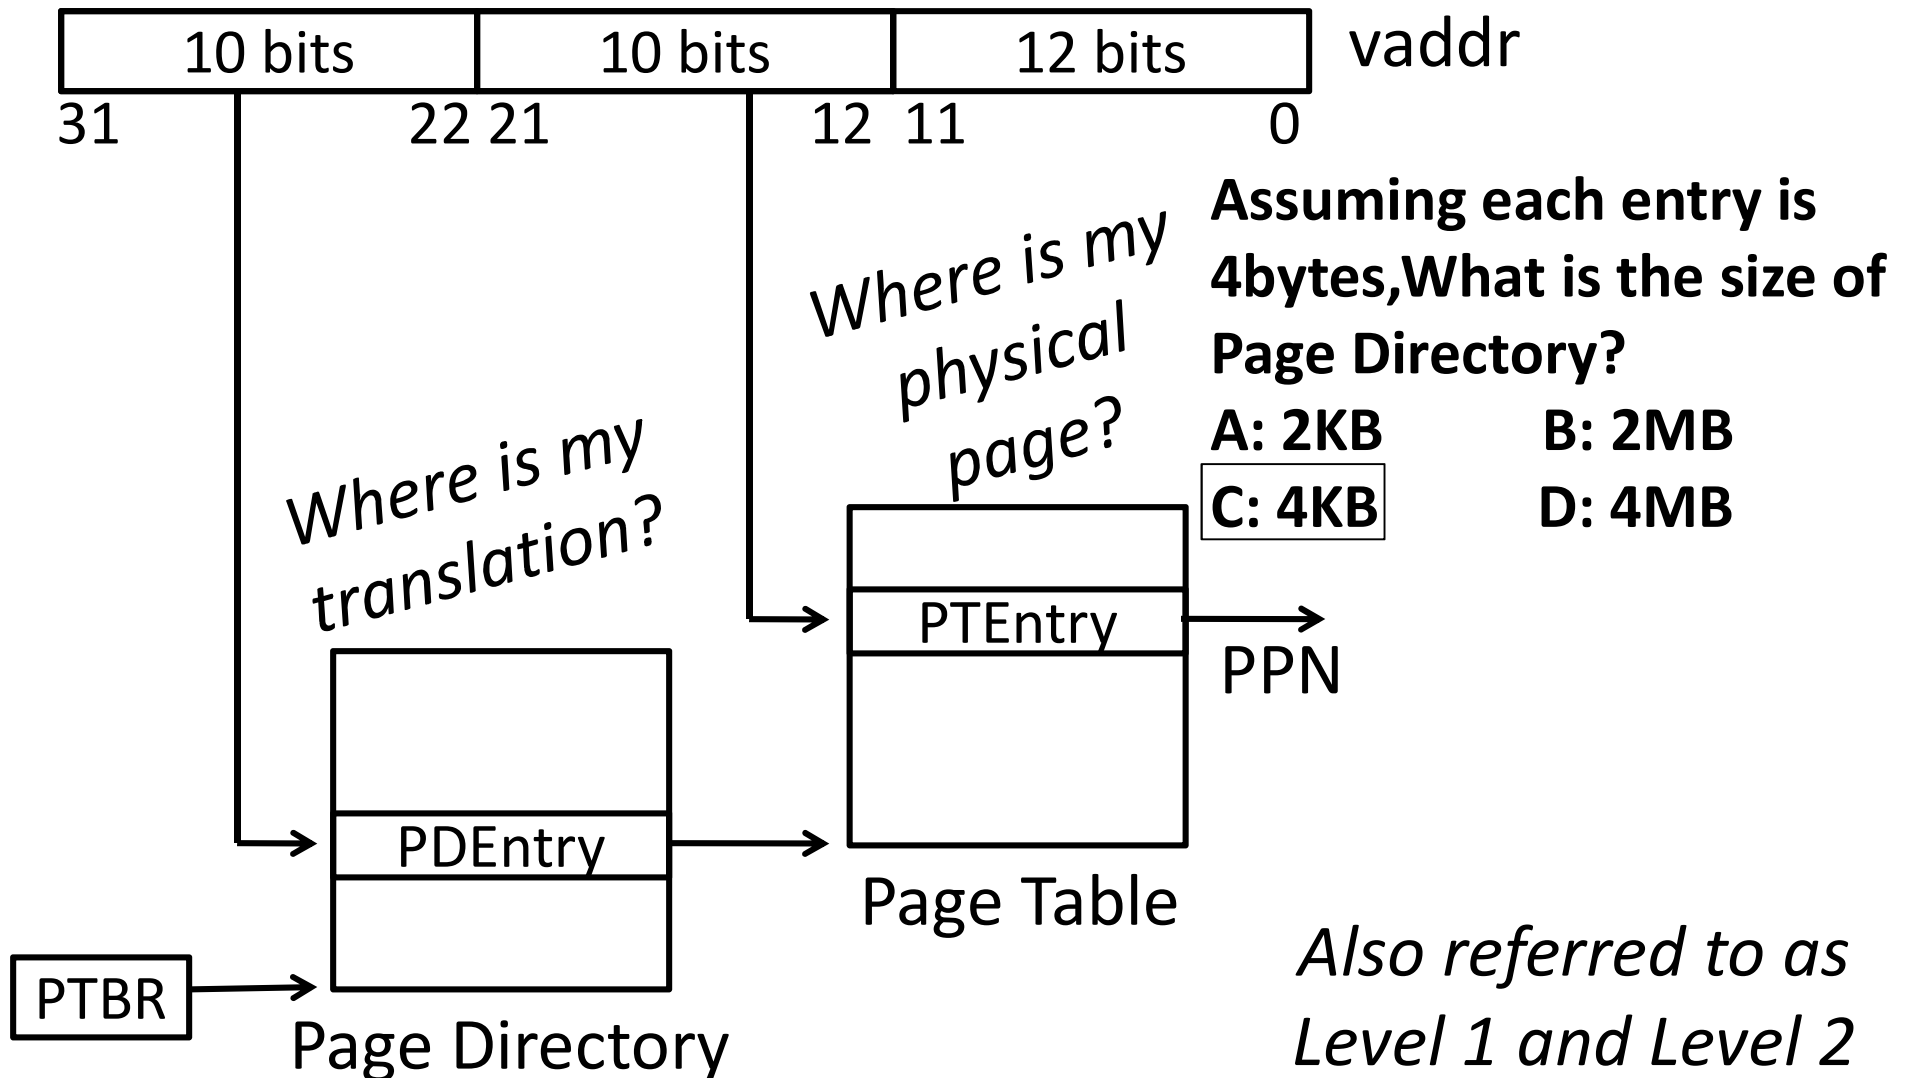 10 bits 10 bits 12 bits vaddr
31 22 21 12 11 0
Assuming each entry is
4bytes,What is the size of
Page Directory?
A: 2KB B: 2MB
C: 4KB D: 4MB
Where is my
physical
page?
Where is my
translation?
PTEntry
PPN
PDEntry
Page Table
PTBR
Page Directory
Also referred to as
Level 1 and Level 2